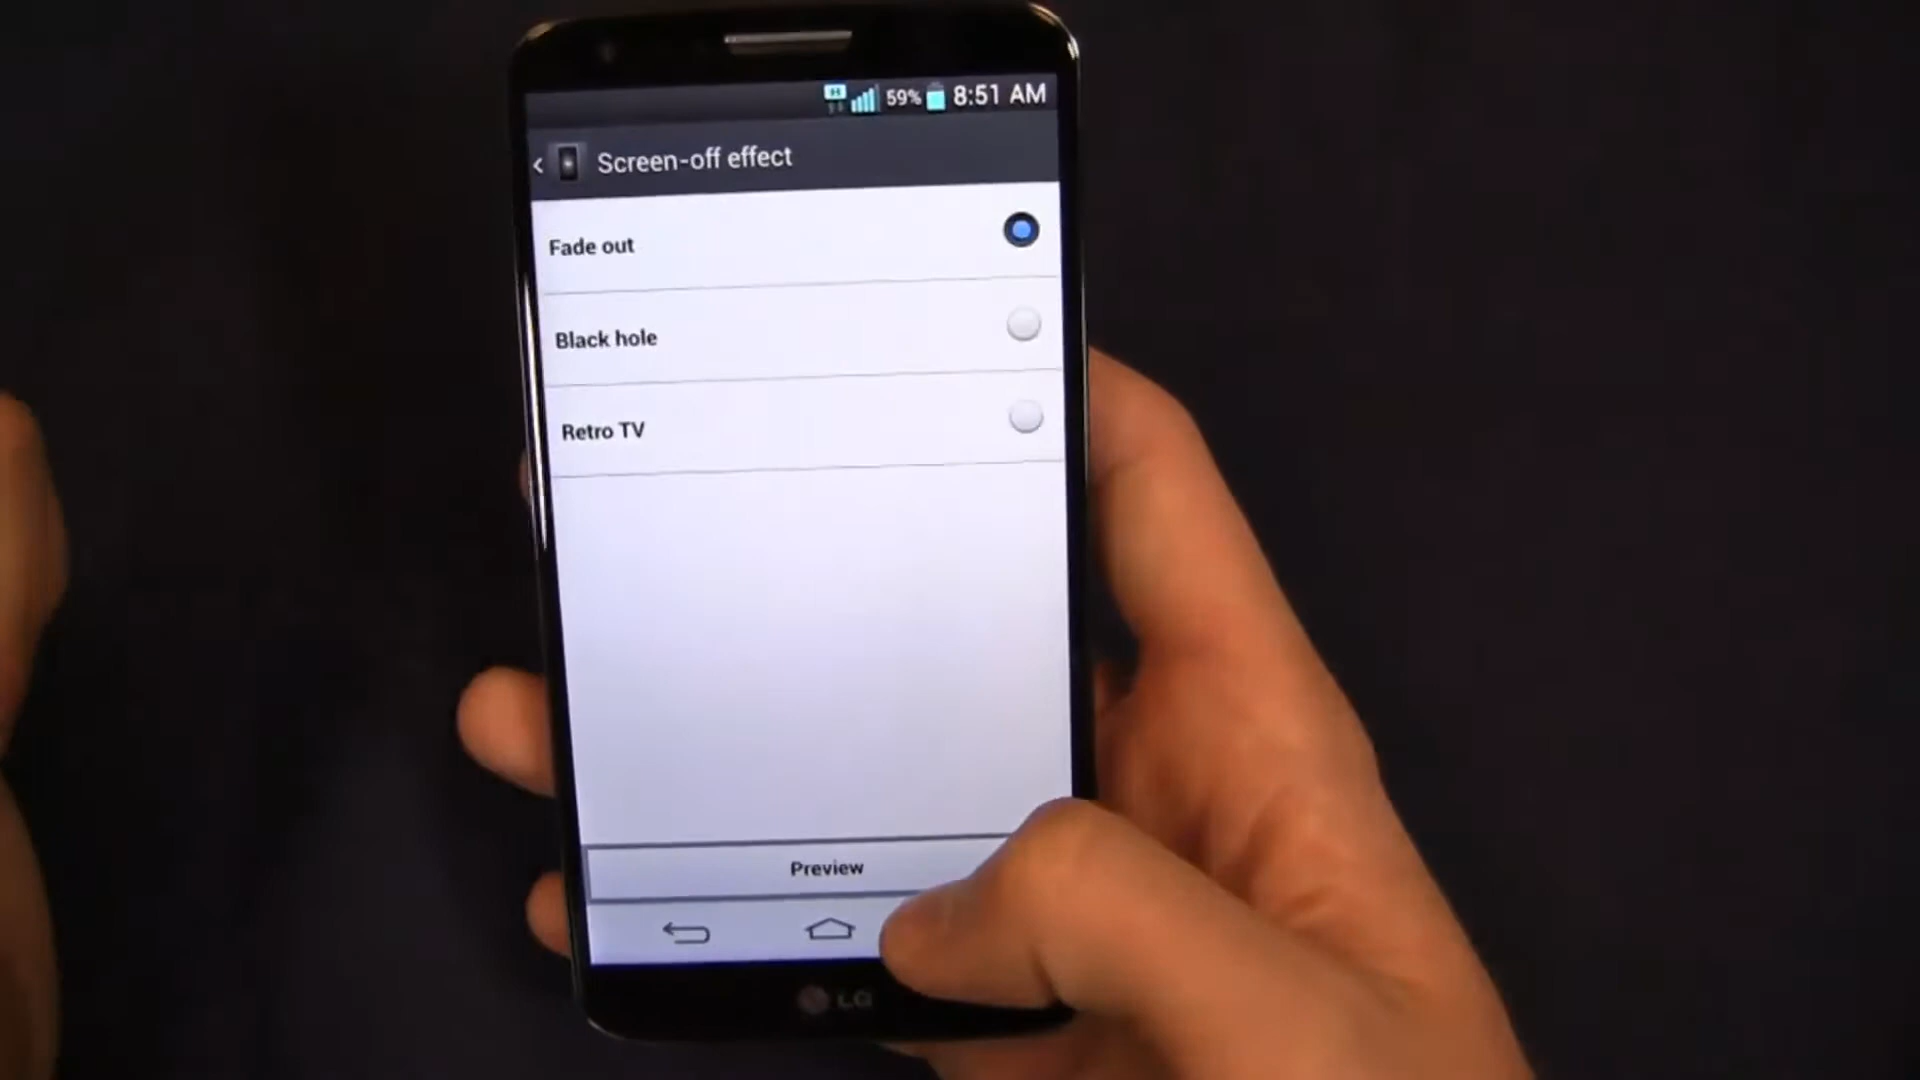 59% 8:51 AM
Screen-off effect
Fade out
Black hole
Retro TV
Preview
LG